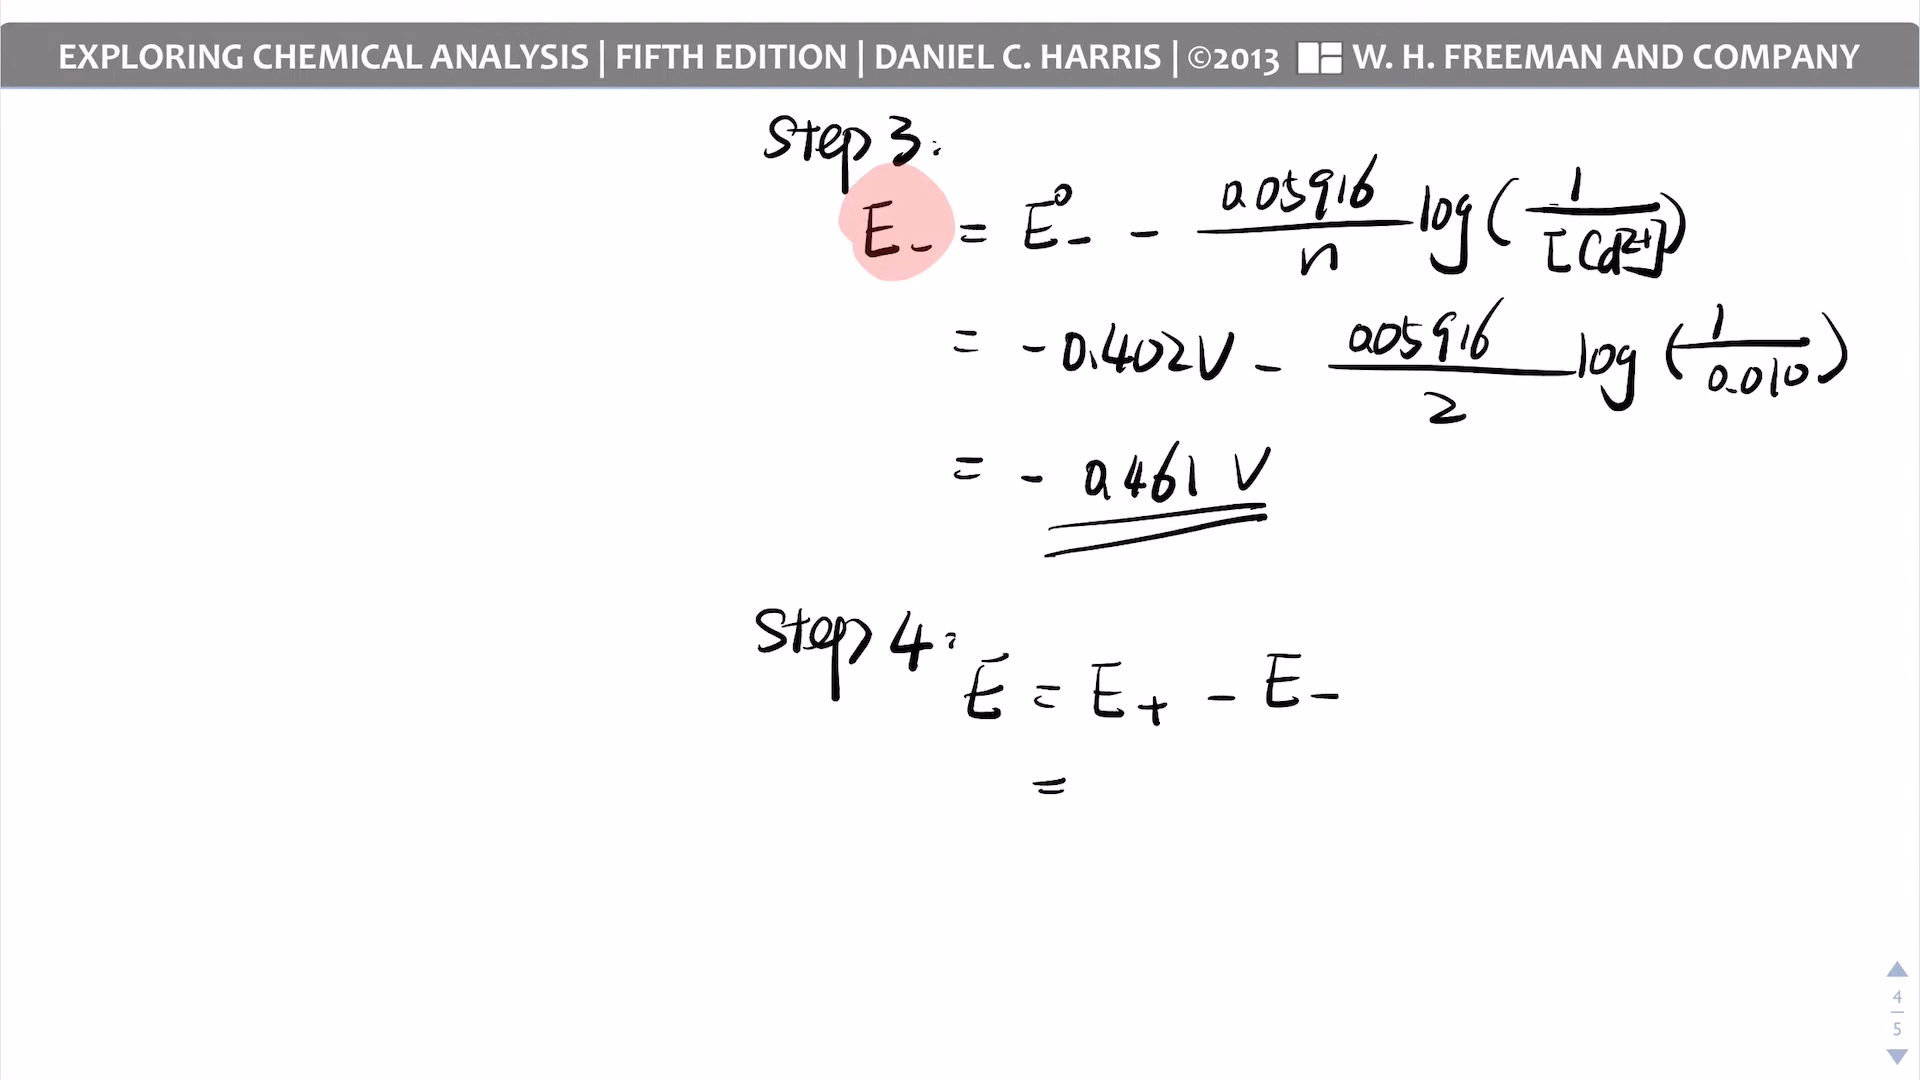 EXPLORING CHEMICAL ANALYSIS | FIFTH EDITION | DANIEL C. HARRIS | ©2013 W. H. FREEMAN AND COMPANY
Step 3:
E₋ = E⁰₋ - 0.05916/n log(1/[Cd²⁺])
= -0.402V - 0.05916/2 log(1/0.010)
= -0.461 V
Step 4:
E = E₊ - E₋
=
4
5